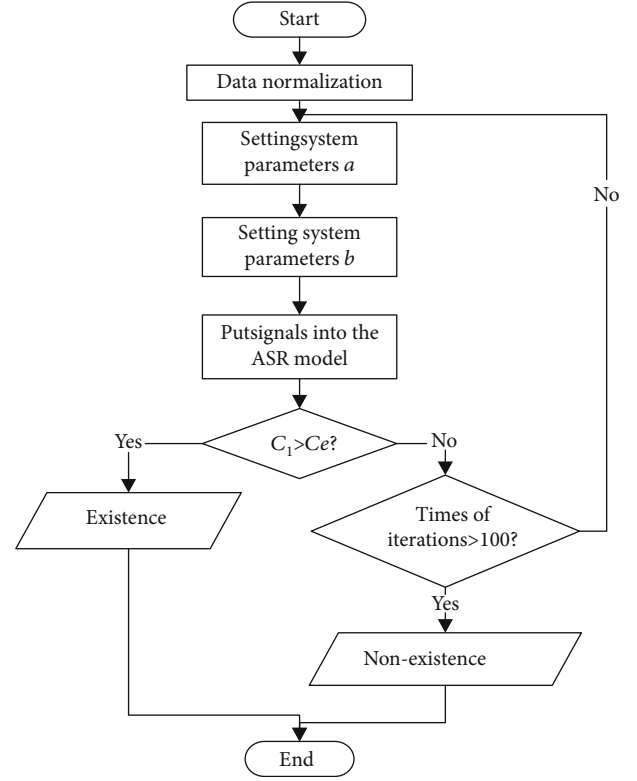 Start
Data normalization
Settingsystem
parameters a
No
Setting system
parameters b
Putsignals into the
ASR model
C1>Ce?
Yes
No
Existence
Times of
iterations>100?
Yes
Non-existence
End